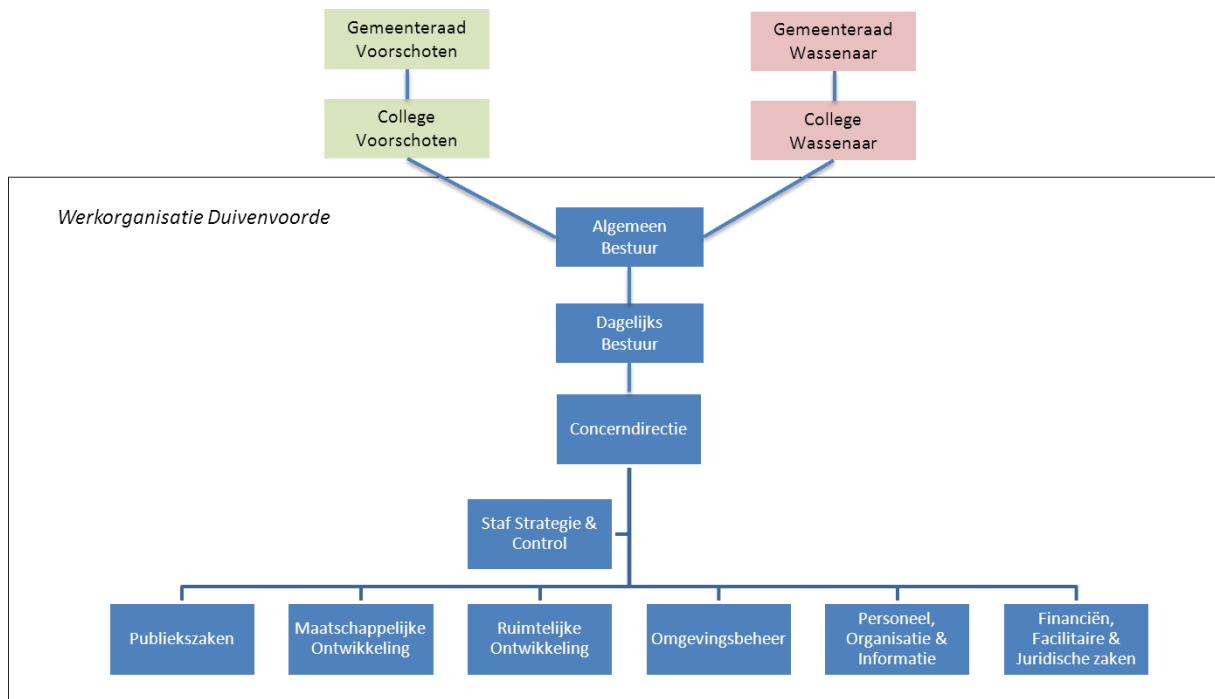 Gemeenteraad
Voorschoten
Gemeenteraad
Wassenaar
College
Voorschoten
College
Wassenaar
Werkorganisatie Duivenvoorde
Algemeen
Bestuur
Dagelijks
Bestuur
Concerndirectie
Staf Strategie &
Control
Publiekszaken
Maatschappelijke
Ontwikkeling
Ruimtelijke
Ontwikkeling
Omgevingsbeheer
Personeel,
Organisatie &
Informatie
Financiën,
Facilitaire &
Juridische zaken